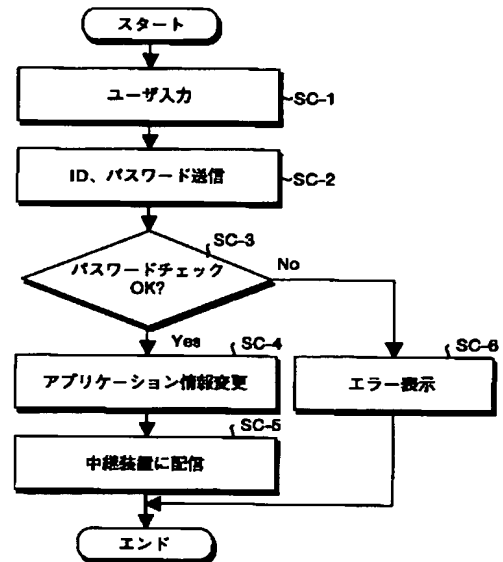 スタート
ユーザ入力
SC-1
ID、パスワード送信
SC-2
SC-3
パスワードチェック
OK?
No
Yes
SC-4
アプリケーション情報変更
SC-6
エラー表示
SC-5
中継装置に配信
エンド